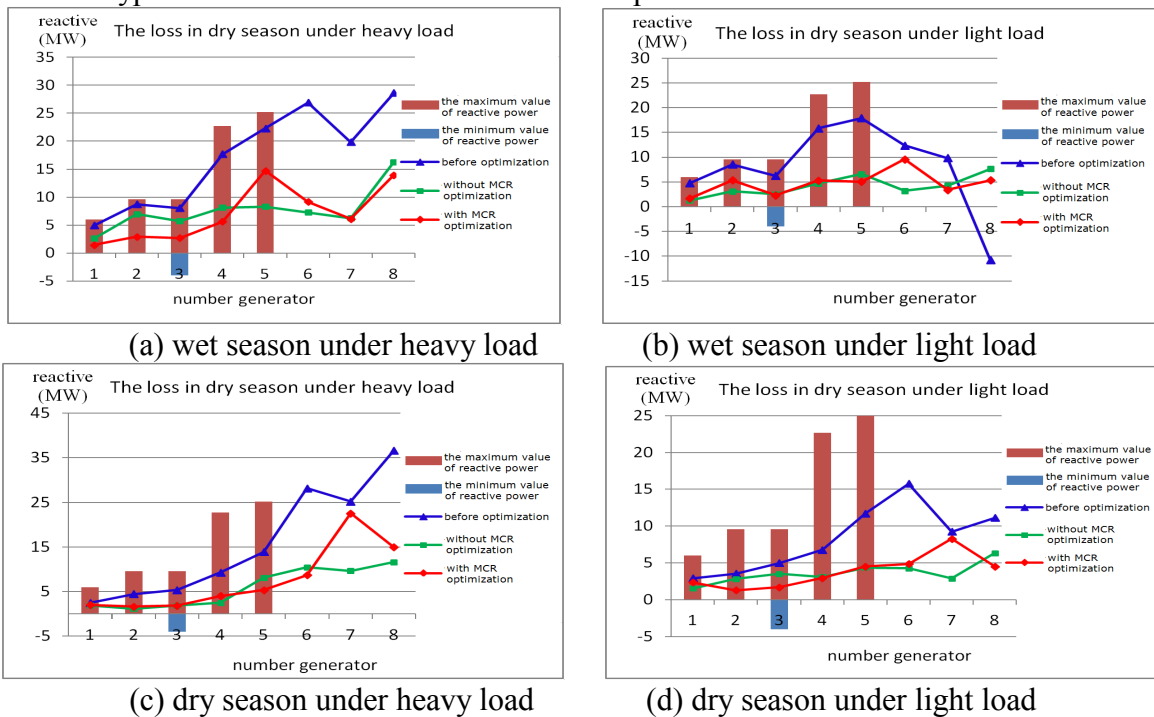 reactive
(MW)
The loss in dry season under heavy load
35
30
25
20
15
10
5
0
-5
1 2 3 4 5 6 7 8
number generator
the maximum value
of reactive power
the minimum value
of reactive power
before optimization
without MCR
optimization
with MCR
optimization
(a) wet season under heavy load
reactive
(MW)
The loss in dry season under light load
30
25
20
15
10
5
0
-5
-10
-15
1 2 3 4 5 6 7 8
number generator
the maximum value
of reactive power
the minimum value
of reactive power
before optimization
without MCR
optimization
with MCR
optimization
(b) wet season under light load
reactive
(MW)
The loss in dry season under heavy load
45
35
25
15
5
-5
1 2 3 4 5 6 7 8
number generator
the maximum value
of reactive power
the minimum value
of reactive power
before optimization
without MCR
optimization
with MCR
optimization
(c) dry season under heavy load
reactive
(MW)
The loss in dry season under light load
25
20
15
10
5
0
-5
1 2 3 4 5 6 7 8
number generator
the maximum value
of reactive power
the minimum value
of reactive power
before optimization
without MCR
optimization
with MCR
optimization
(d) dry season under light load